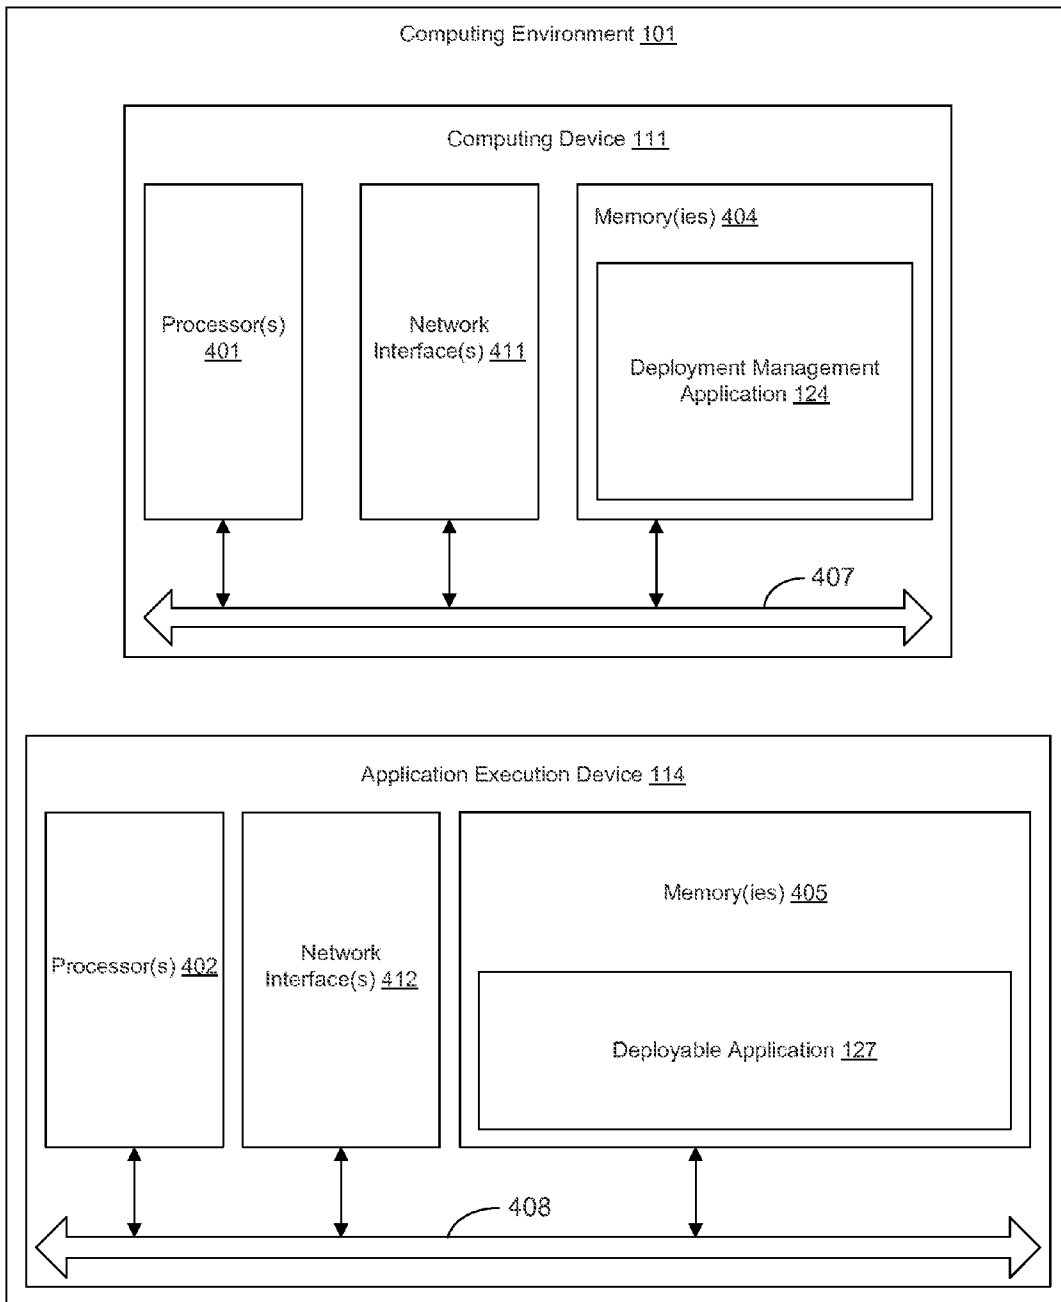 Computing Environment 101
Computing Device 111
Processor(s)
401
Network
Interface(s) 411
Memory(ies) 404
Deployment Management
Application 124
407
Application Execution Device 114
Processor(s) 402
Network
Interface(s) 412
Memory(ies) 405
Deployable Application 127
408